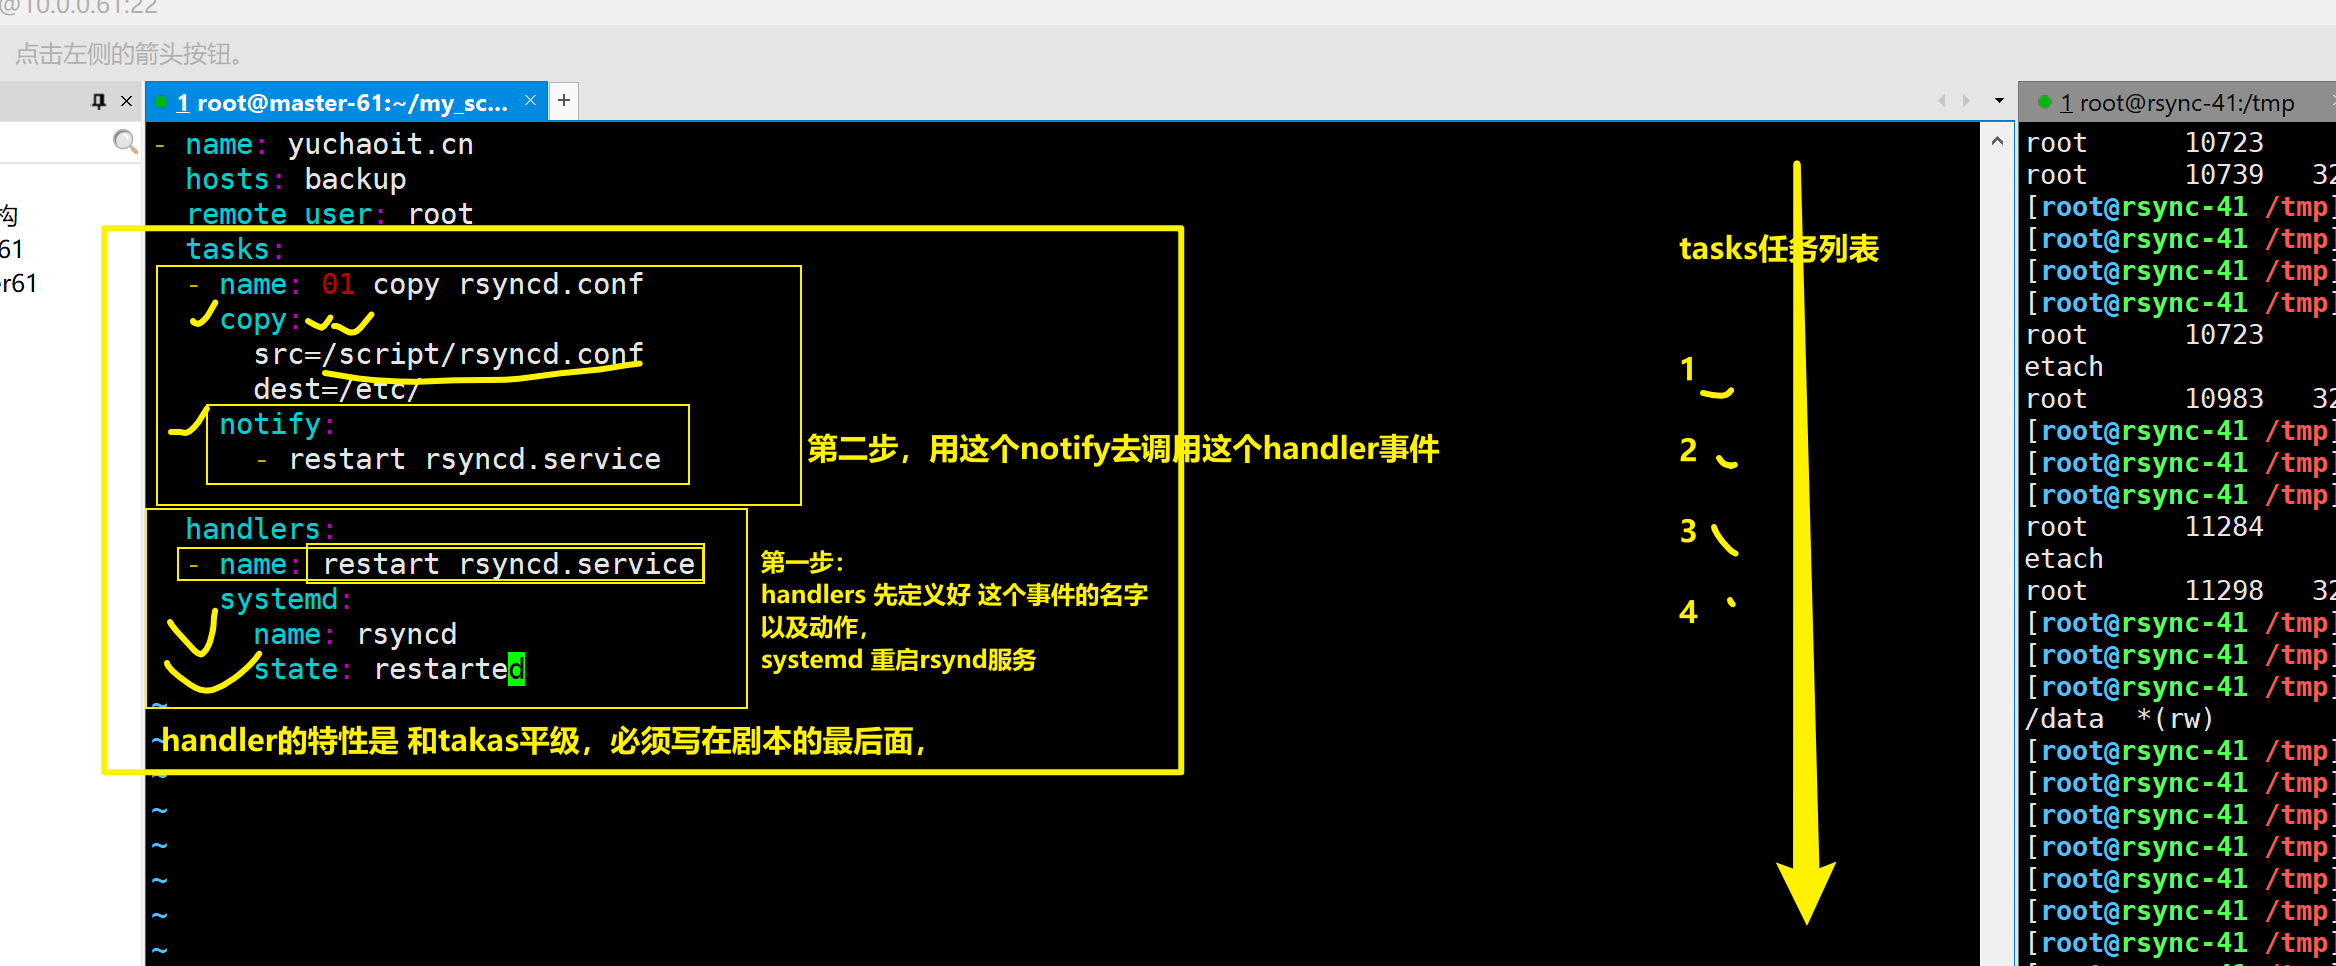 @10.0.0.61:22
点击左侧的箭头按钮。
1 root@master-61:~/my_sc...
构
61
er61
- name: yuchaoit.cn
hosts: backup
remote_user: root
tasks:
- name: 01 copy rsyncd.conf
copy:
src=/script/rsyncd.conf
dest=/etc/
notify:
- restart rsyncd.service
第二步，用这个notify去调用这个handler事件
handlers:
- name: restart rsyncd.service
systemd:
name: rsyncd
state: restarted
第一步：
handlers 先定义好 这个事件的名字
以及动作，
systemd 重启rsynd服务
~
~handler的特性是 和takas平级，必须写在剧本的最后面，
~
~
~
~
~
~
tasks任务列表
1
2
3
4
1 root@rsync-41:/tmp
root 10723
root 10739 32
[root@rsync-41 /tmp]
[root@rsync-41 /tmp]
[root@rsync-41 /tmp]
[root@rsync-41 /tmp]
root 10723
etach
root 10983 32
[root@rsync-41 /tmp]
[root@rsync-41 /tmp]
[root@rsync-41 /tmp]
root 11284
etach
root 11298 32
[root@rsync-41 /tmp]
[root@rsync-41 /tmp]
[root@rsync-41 /tmp]
/data *(rw)
[root@rsync-41 /tmp]
[root@rsync-41 /tmp]
[root@rsync-41 /tmp]
[root@rsync-41 /tmp]
[root@rsync-41 /tmp]
[root@rsync-41 /tmp]
[root@rsync-41 /tmp]